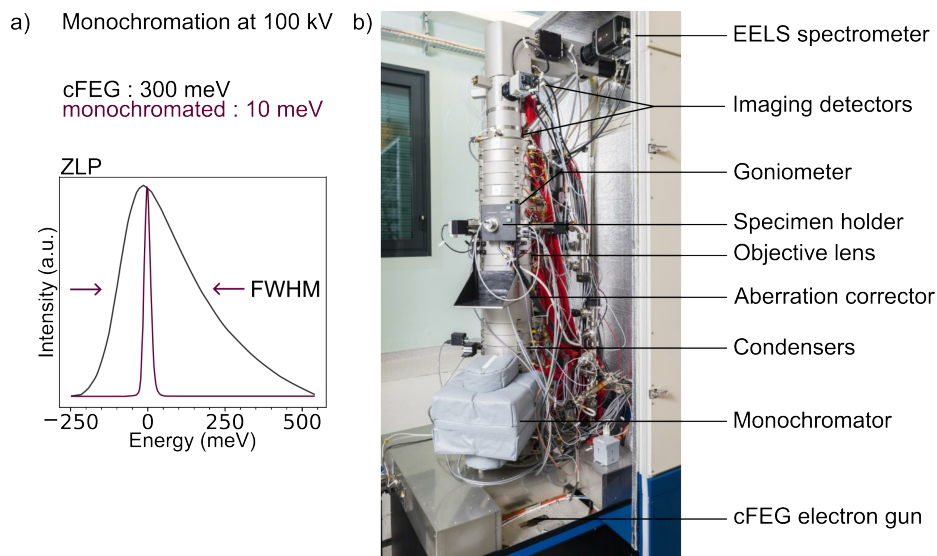 a) Monochromation at 100 kV
cFEG : 300 meV
monochromated : 10 meV
ZLP
Intensity (a.u.)
FWHM
−250 0 250 500
Energy (meV)
b)
EELS spectrometer
Imaging detectors
Goniometer
Specimen holder
Objective lens
Aberration corrector
Condensers
Monochromator
cFEG electron gun